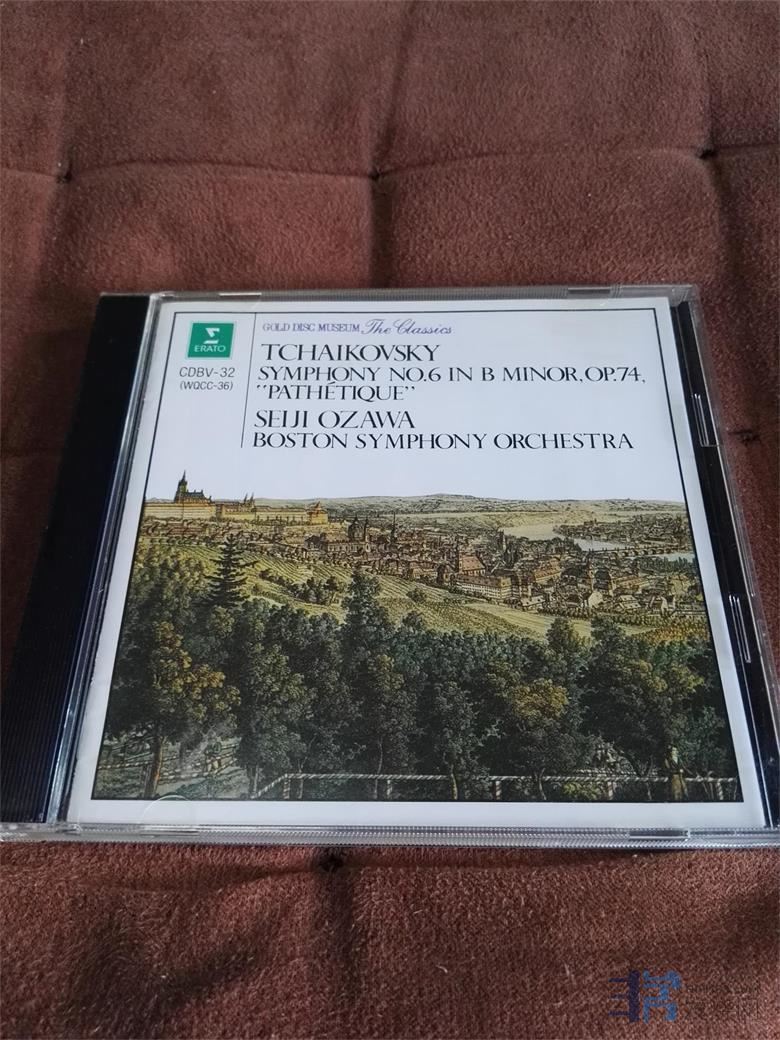 ERATO
CDBV-32
(WQCC-36)
GOLD DISC MUSEUM The Classics
TCHAIKOVSKY
SYMPHONY NO.6 IN B MINOR, OP.74,
"PATHÉTIQUE"
SEIJI OZAWA
BOSTON SYMPHONY ORCHESTRA